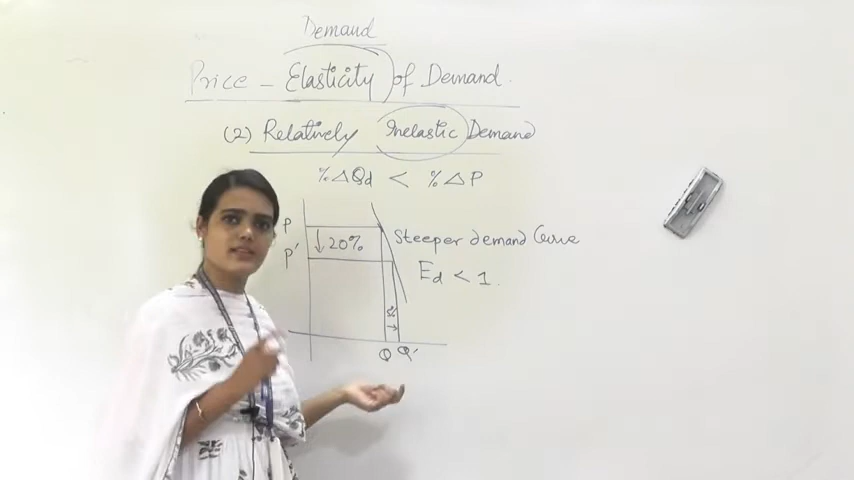 Demand
Price - Elasticity of Demand.
(2) Relatively Inelastic Demand
%ΔQd < %ΔP
P
↓20%
Steeper demand Curve
P'
Ed < 1.
Q Q'